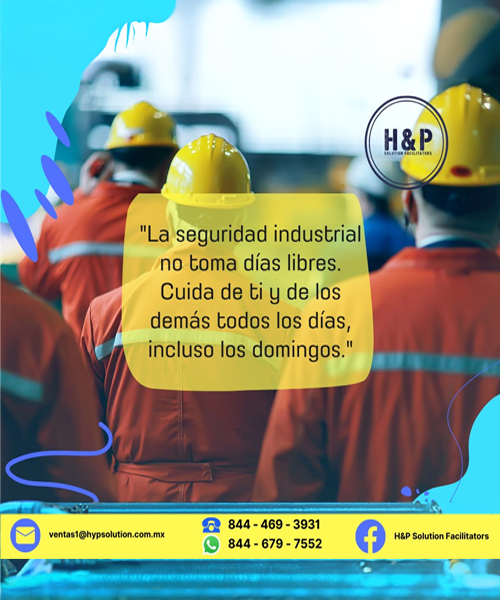 H&P
SOLUTION FACILITATORS
"La seguridad industrial
no toma días libres.
Cuida de ti y de los
demás todos los días,
incluso los domingos."
ventas1@hypsolution.com.mx
844 - 469 - 3931
844 - 679 - 7552
H&P Solution Facilitators